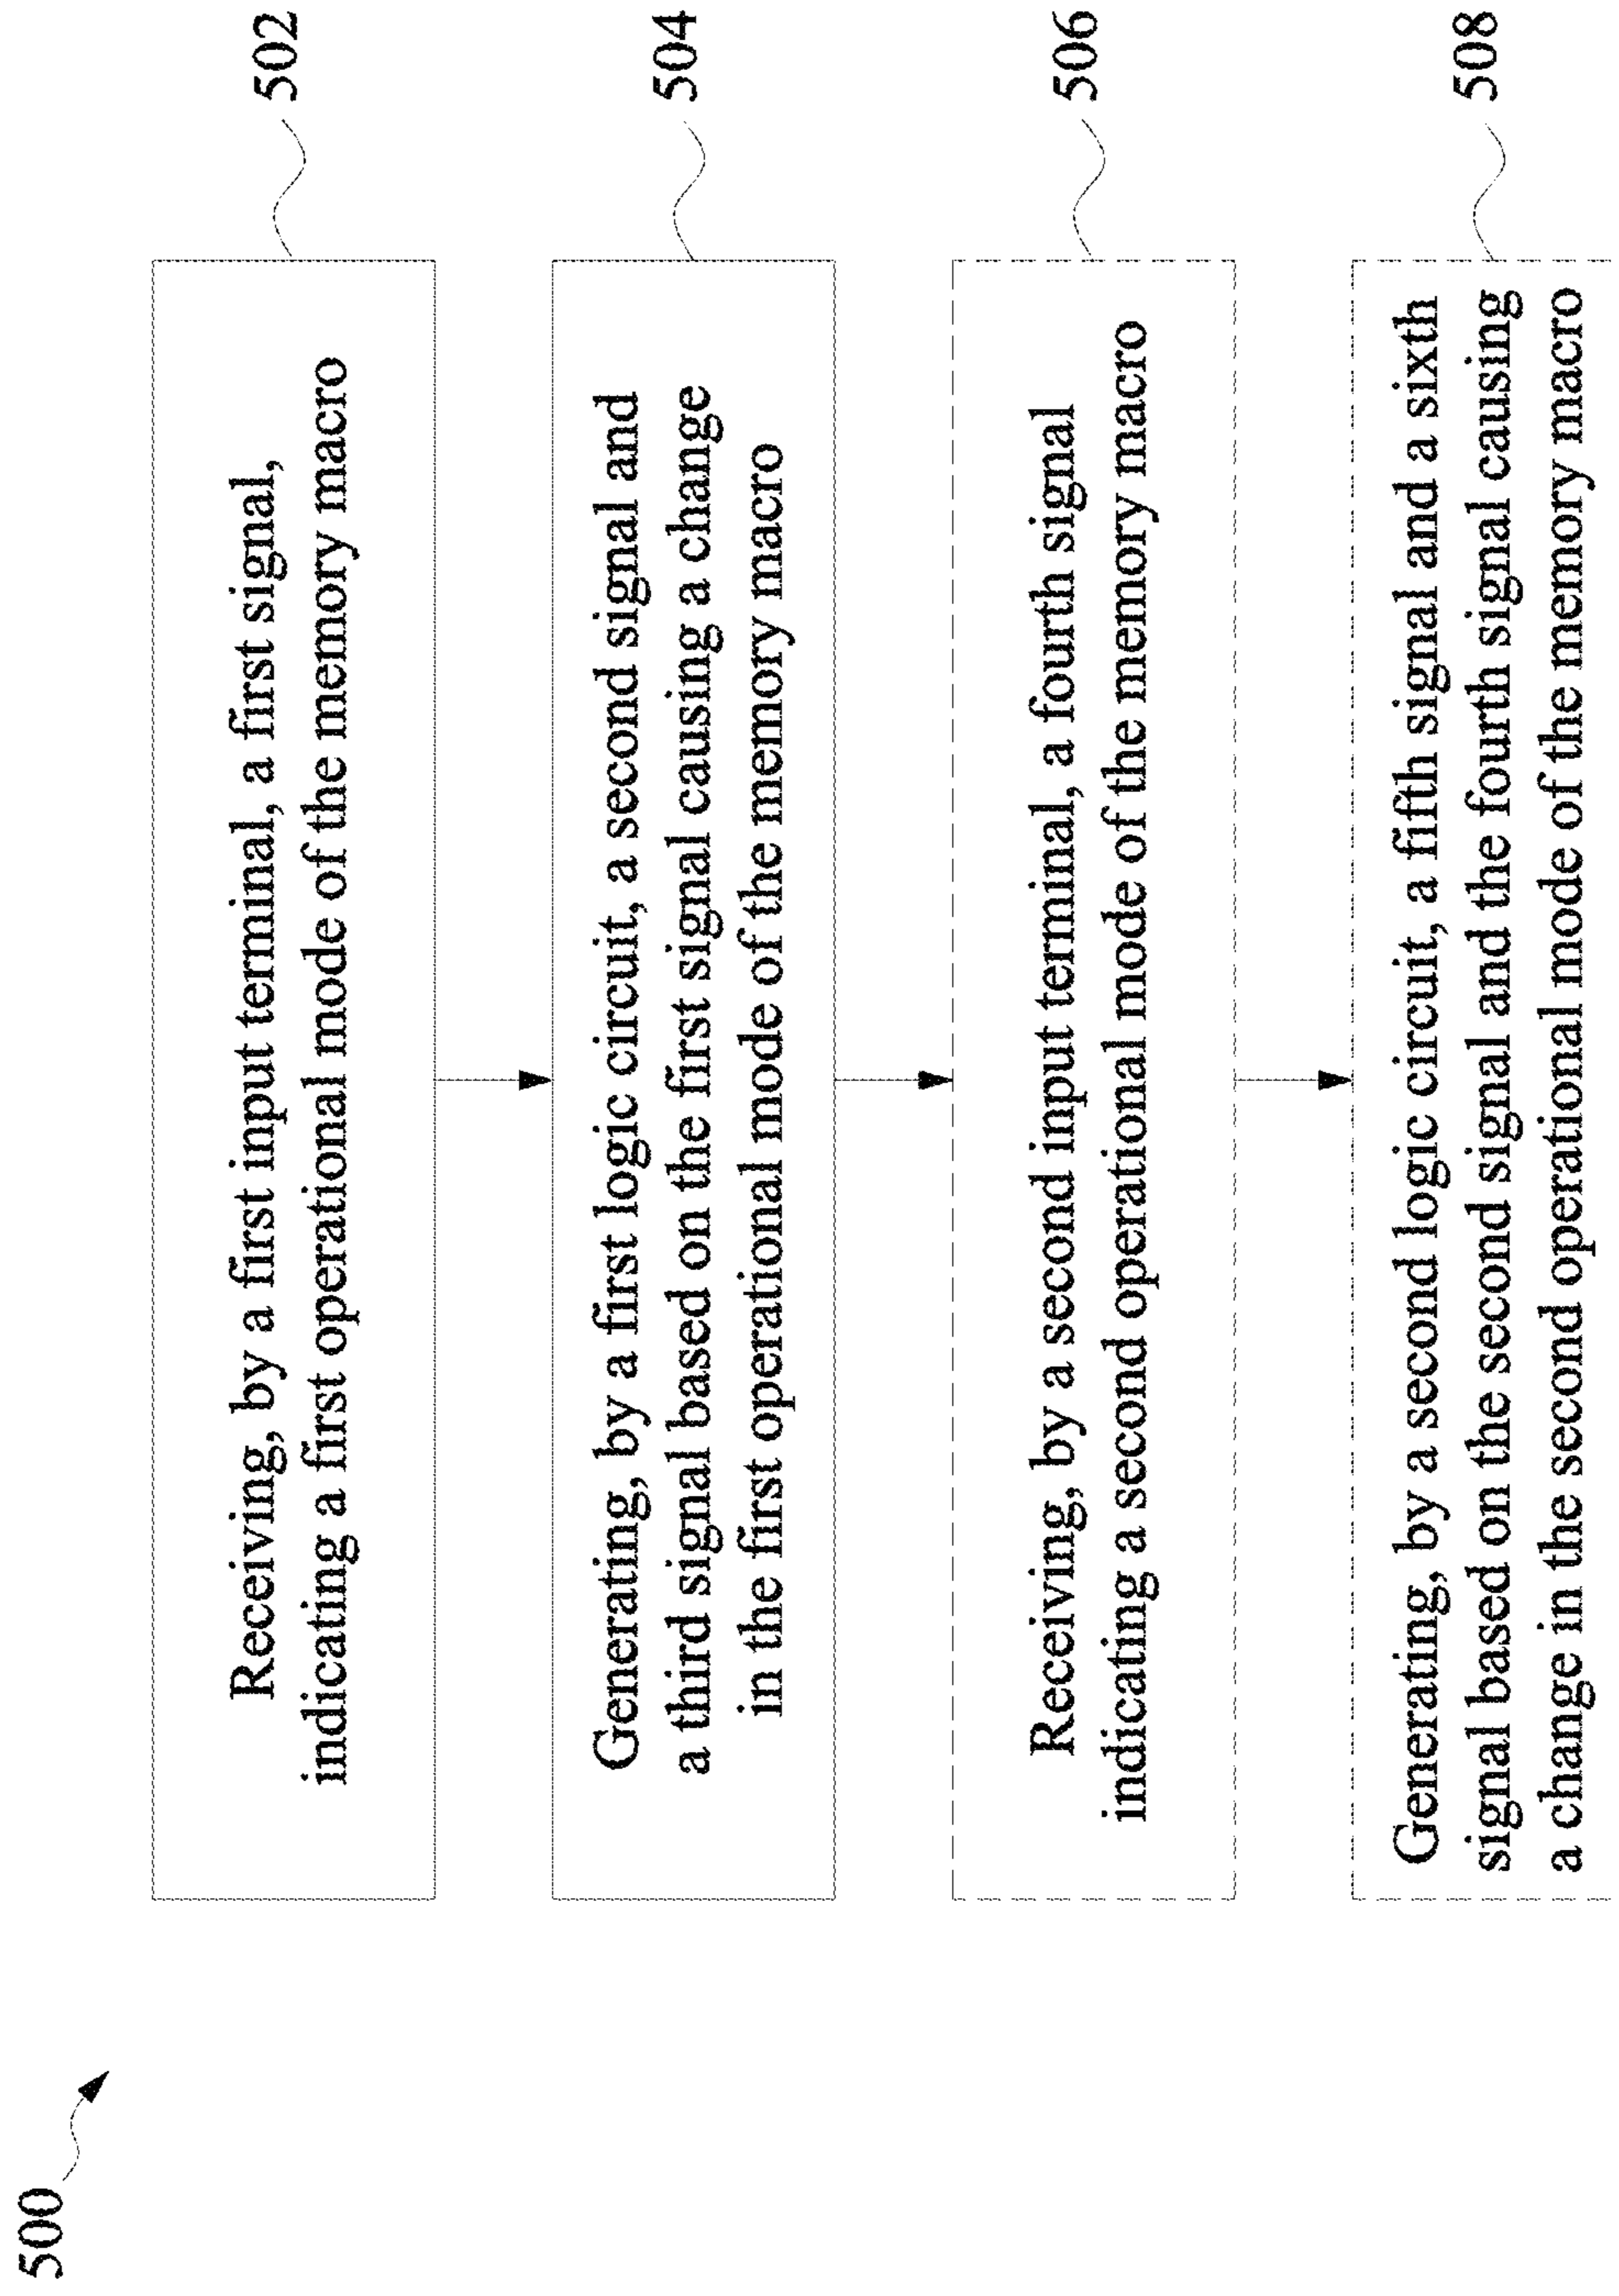 500
Receiving, by a first input terminal, a first signal,
indicating a first operational mode of the memory macro
502
Generating, by a first logic circuit, a second signal and
a third signal based on the first signal causing a change
in the first operational mode of the memory macro
504
Receiving, by a second input terminal, a fourth signal
indicating a second operational mode of the memory macro
506
Generating, by a second logic circuit, a fifth signal and a sixth
signal based on the second signal and the fourth signal causing
a change in the second operational mode of the memory macro
508